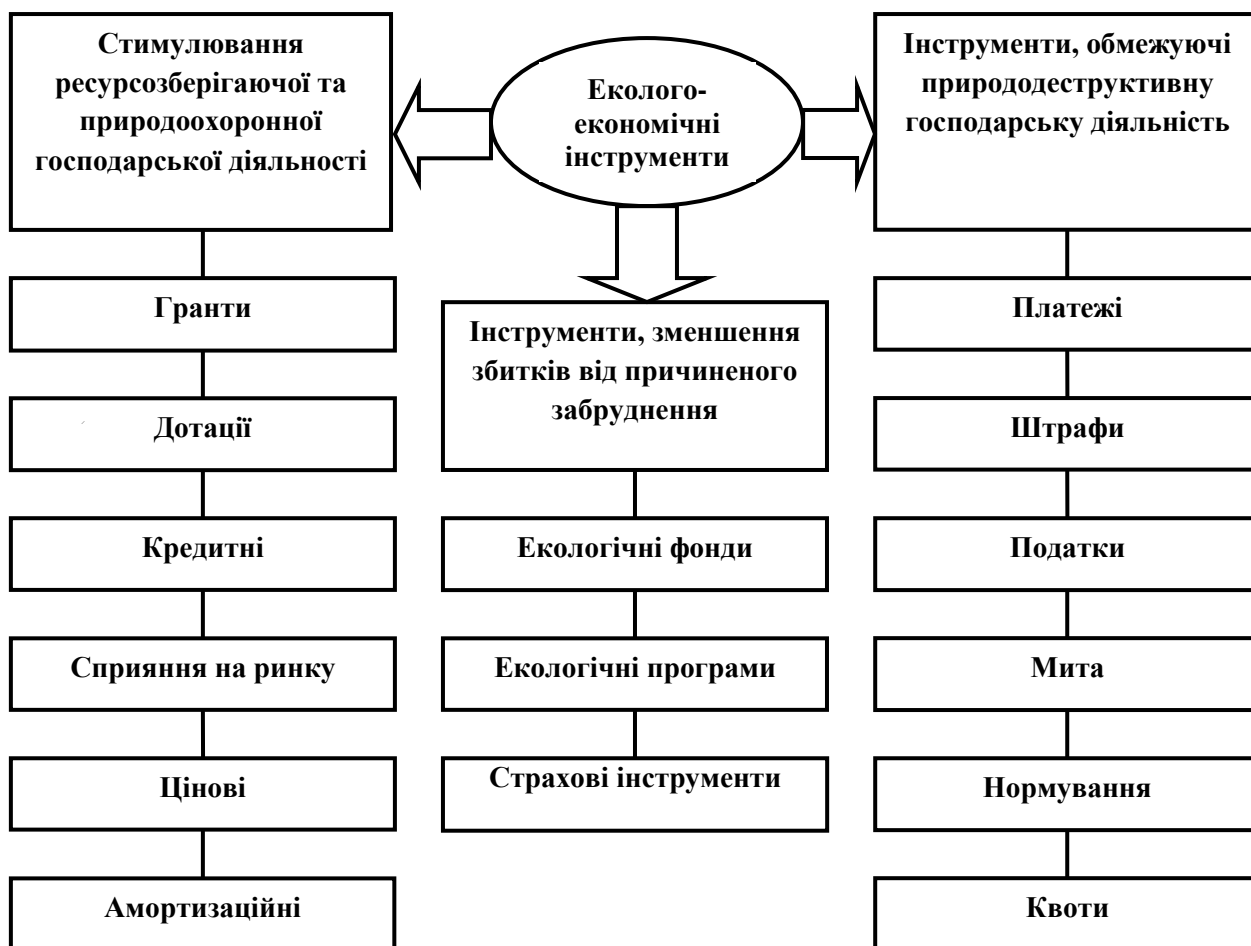 Стимулювання
ресурсозберігаючої та
природоохоронної
господарської діяльності
Гранти
Дотації
Кредитні
Сприяння на ринку
Цінові
Амортизаційні
Еколого-
економічні
інструменти
Інструменти, зменшення
збитків від причиненого
забруднення
Екологічні фонди
Екологічні програми
Страхові інструменти
Інструменти, обмежуючі
природодеструктивну
господарську діяльність
Платежі
Штрафи
Податки
Мита
Нормування
Квоти